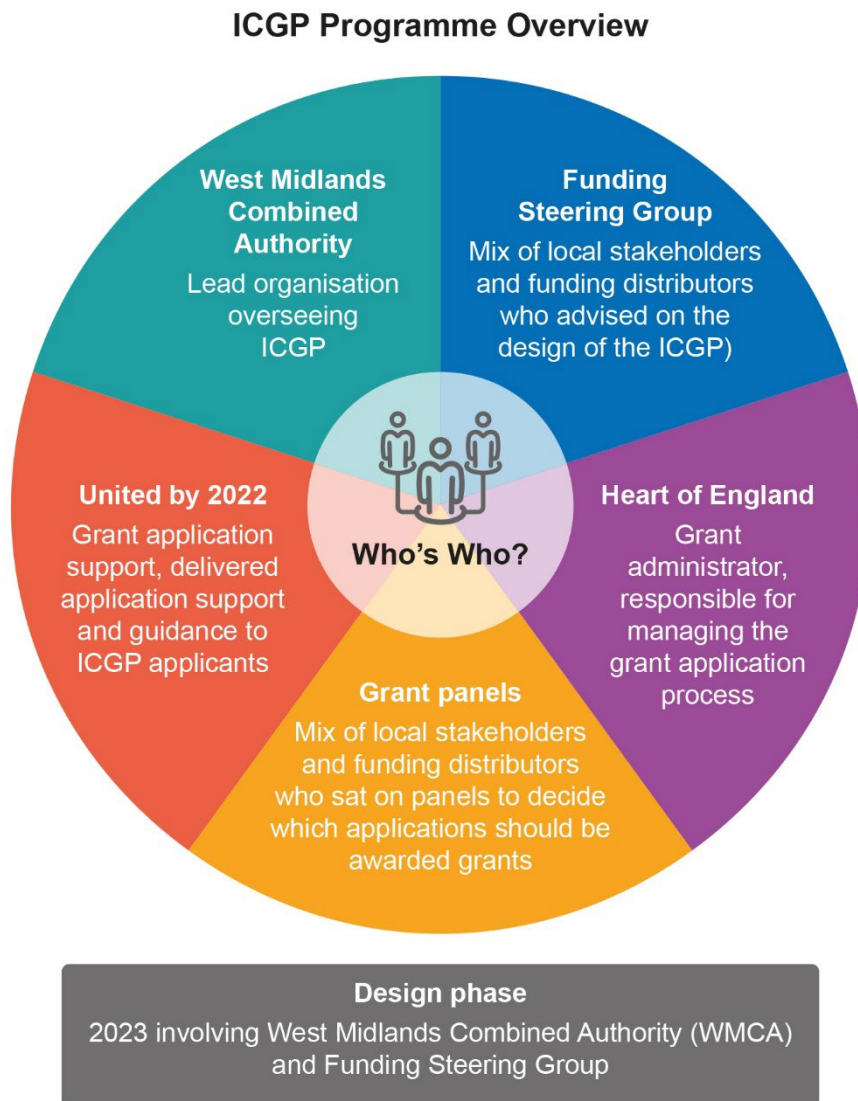 ICGP Programme Overview
West Midlands
Combined
Authority
Lead organisation
overseeing
ICGP
Funding
Steering Group
Mix of local stakeholders
and funding distributors
who advised on the
design of the ICGP)
United by 2022
Grant application
support, delivered
application support
and guidance to
ICGP applicants
Who's Who?
Heart of England
Grant
administrator,
responsible for
managing the
grant application
process
Grant panels
Mix of local stakeholders
and funding distributors
who sat on panels to decide
which applications should be
awarded grants
Design phase
2023 involving West Midlands Combined Authority (WMCA)
and Funding Steering Group